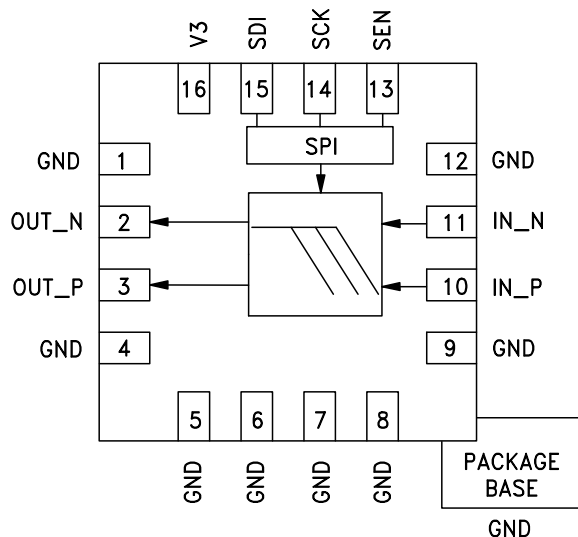 V3 SDI SCK SEN
16 15 14 13
SPI
GND 1 12 GND
OUT_N 2 11 IN_N
OUT_P 3 10 IN_P
GND 4 9 GND
5 6 7 8
GND GND GND GND
PACKAGE
BASE
GND